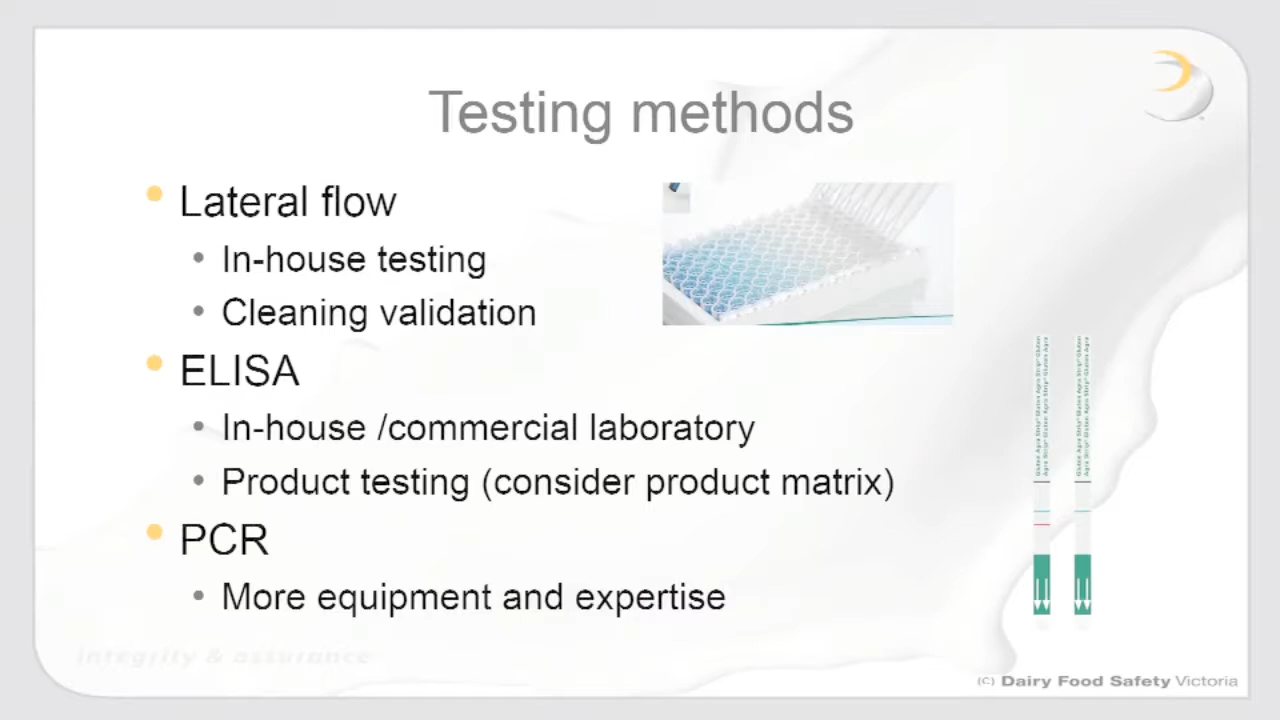 Testing methods
Lateral flow
In-house testing
Cleaning validation
ELISA
In-house /commercial laboratory
Product testing (consider product matrix)
PCR
More equipment and expertise
integrity & assurance
(C) Dairy Food Safety Victoria